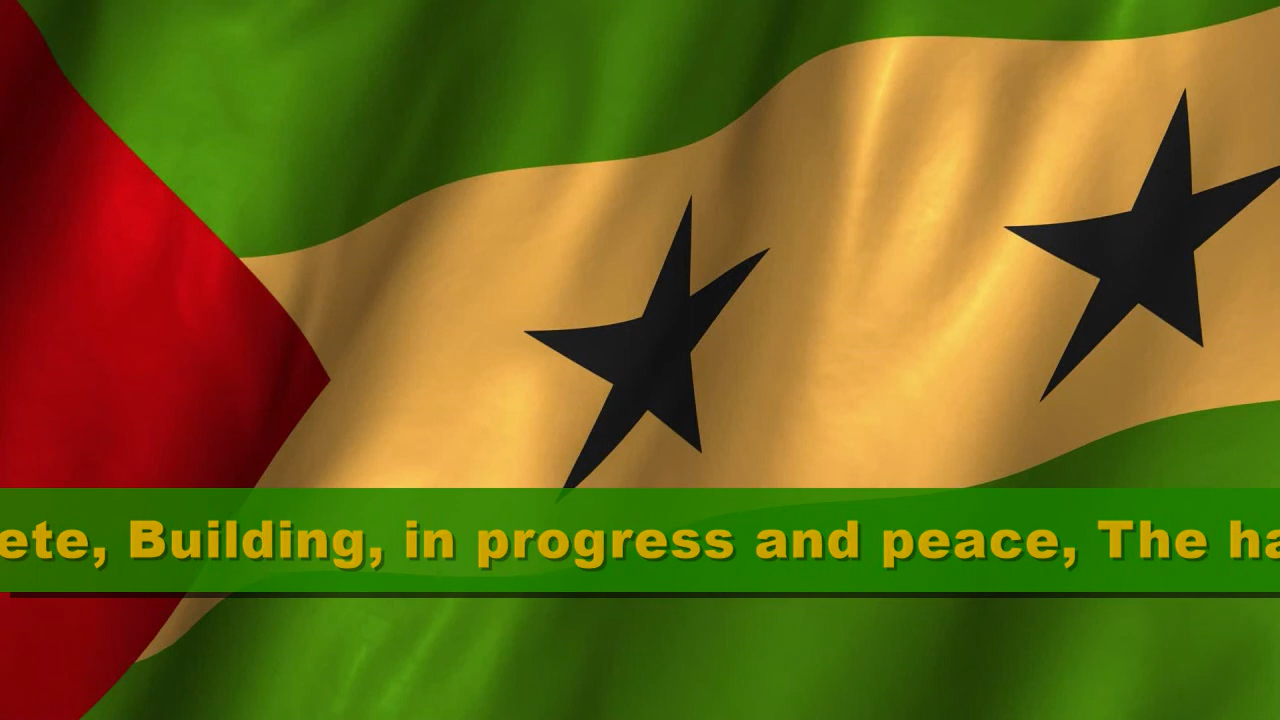 ete, Building, in progress and peace, The ha